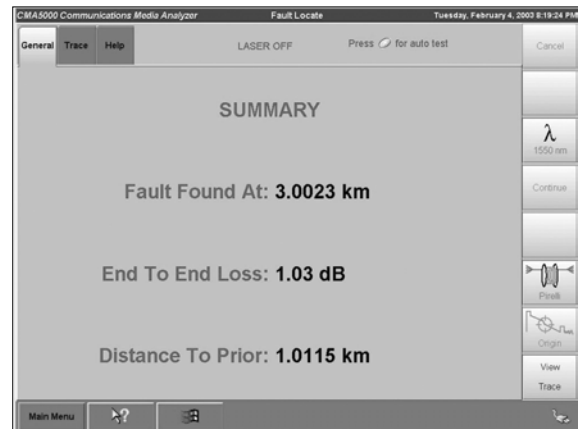 CMA5000 Communications Media Analyzer Fault Locate Tuesday, February 4, 2003 8:19:24 PM
General Trace Help LASER OFF Press for auto test Cancel
SUMMARY
λ
1550 nm
Fault Found At: 3.0023 km
Continue
End To End Loss: 1.03 dB
Pirelli
Origin
Distance To Prior: 1.0115 km
View
Trace
Main Menu ?